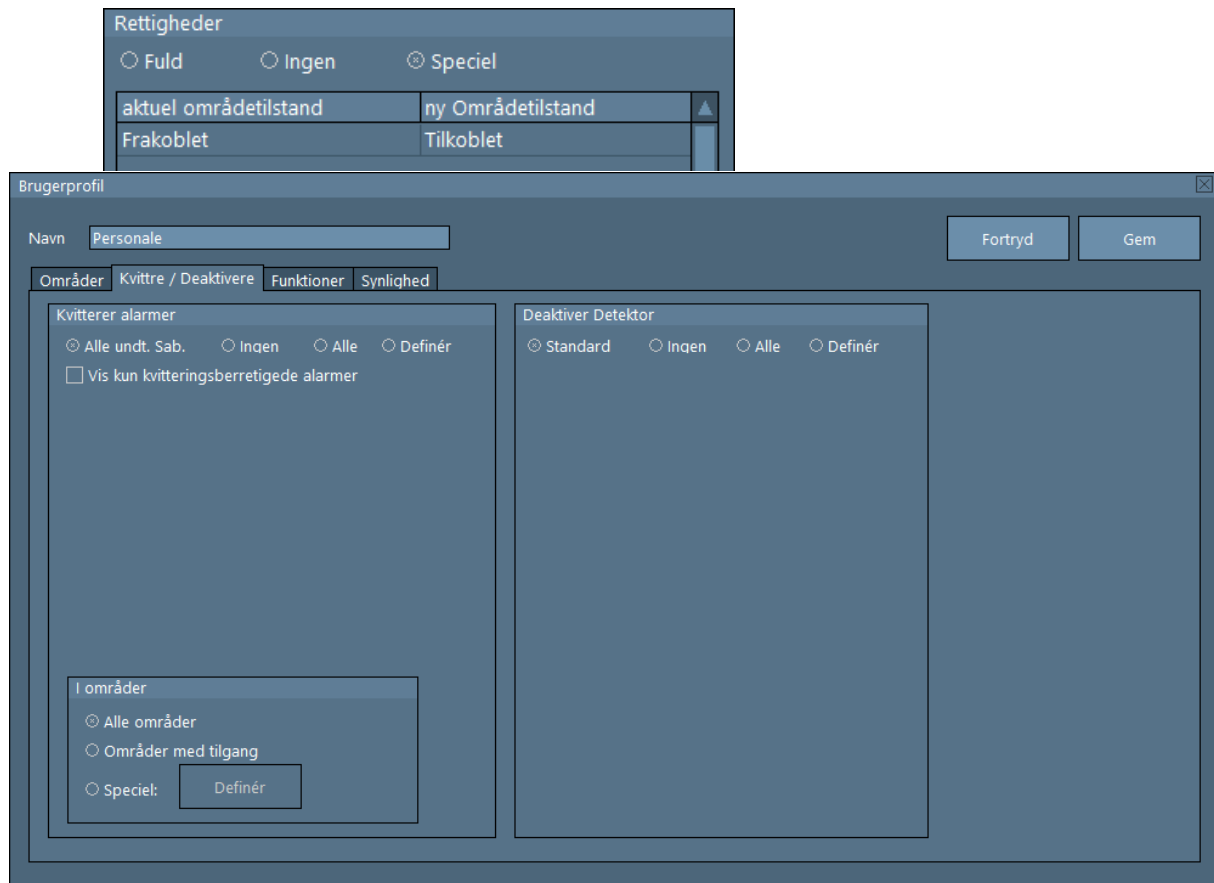 Rettigheder
Fuld Ingen Speciel
aktuel områdetilstand ny Områdetilstand
Frakoblet Tilkoblet
Brugerprofil
Navn Personale Fortryd Gem
Områder Kvittre / Deaktivere Funktioner Synlighed
Kvitterer alarmer Deaktiver Detektor
Alle undt. Sab. Ingen Alle Definér Standard Ingen Alle Definér
Vis kun kvitteringsberretigede alarmer
I områder
Alle områder
Områder med tilgang
Speciel: Definér